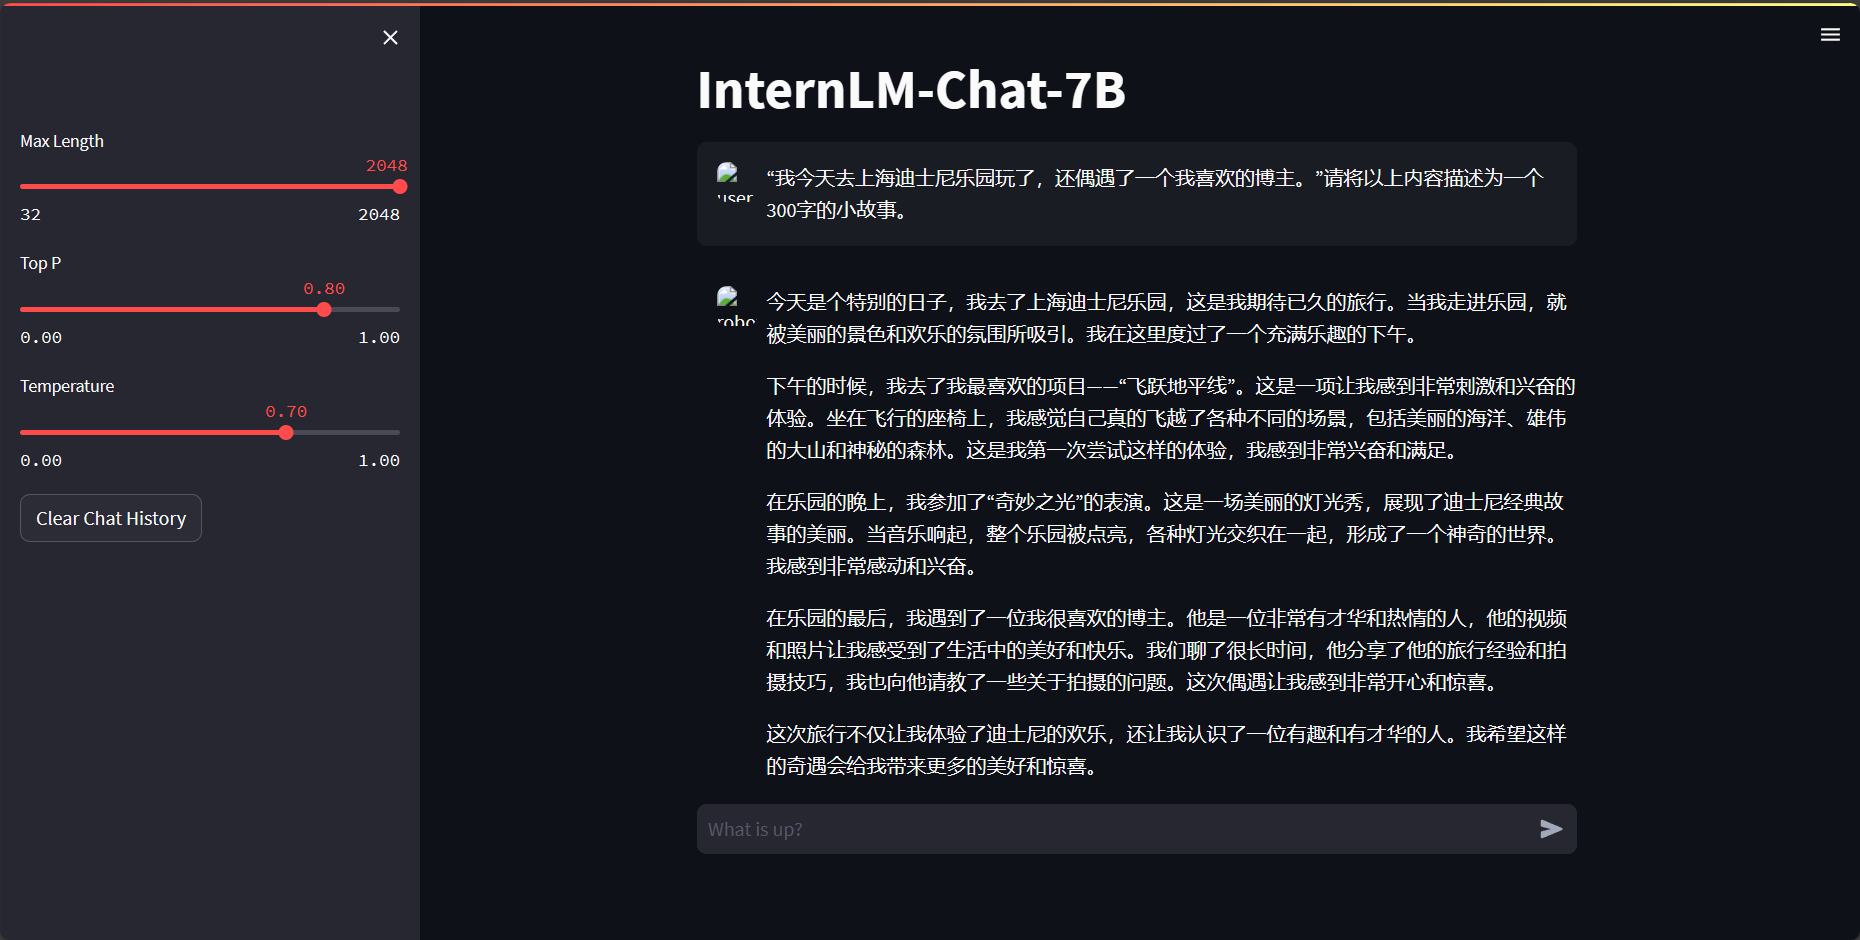 Max Length
2048
32 2048
Top P
0.80
0.00 1.00
Temperature
0.70
0.00 1.00
Clear Chat History
InternLM-Chat-7B
user
“我今天去上海迪士尼乐园玩了，还偶遇了一个我喜欢的博主。”请将以上内容描述为一个
300字的小故事。
robo
今天是个特别的日子，我去了上海迪士尼乐园，这是我期待已久的旅行。当我走进乐园，就
被美丽的景色和欢乐的氛围所吸引。我在这里度过了一个充满乐趣的下午。
下午的时候，我去了我最喜欢的项目——“飞跃地平线”。这是一项让我感到非常刺激和兴奋的
体验。坐在飞行的座椅上，我感觉自己真的飞越了各种不同的场景，包括美丽的海洋、雄伟
的大山和神秘的森林。这是我第一次尝试这样的体验，我感到非常兴奋和满足。
在乐园的晚上，我参加了“奇妙之光”的表演。这是一场美丽的灯光秀，展现了迪士尼经典故
事的美丽。当音乐响起，整个乐园被点亮，各种灯光交织在一起，形成了一个神奇的世界。
我感到非常感动和兴奋。
在乐园的最后，我遇到了一位我很喜欢的博主。他是一位非常有才华和热情的人，他的视频
和照片让我感受到了生活中的美好和快乐。我们聊了很长时间，他分享了他的旅行经验和拍
摄技巧，我也向他请教了一些关于拍摄的问题。这次偶遇让我感到非常开心和惊喜。
这次旅行不仅让我体验了迪士尼的欢乐，还让我认识了一位有趣和有才华的人。我希望这样
的奇遇会给我带来更多的美好和惊喜。
What is up?